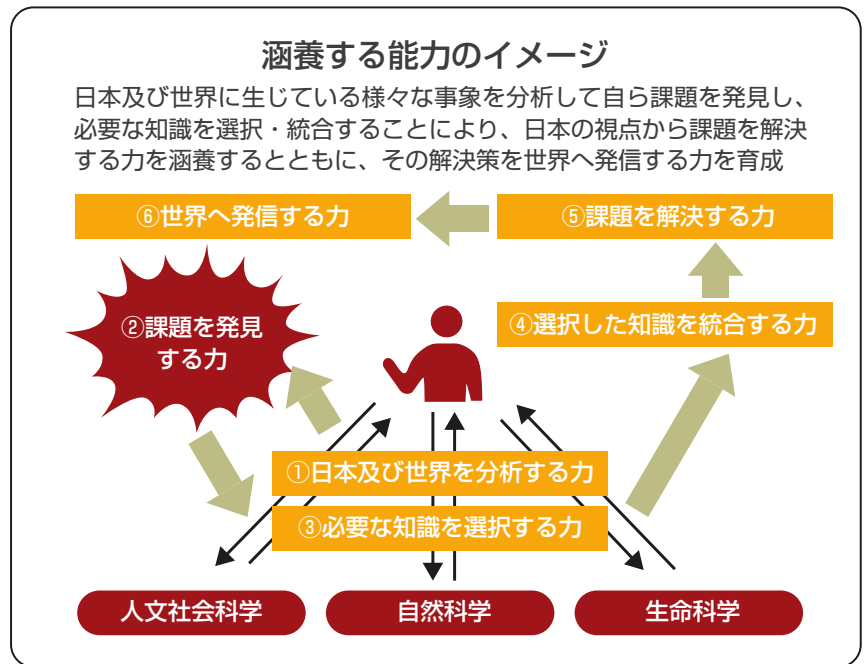 涵養する能力のイメージ
日本及び世界に生じている様々な事象を分析して自ら課題を発見し、
必要な知識を選択・統合することにより、日本の視点から課題を解決
する力を涵養するとともに、その解決策を世界へ発信する力を育成
⑥世界へ発信する力
⑤課題を解決する力
②課題を発見
する力
④選択した知識を統合する力
①日本及び世界を分析する力
③必要な知識を選択する力
人文社会科学
自然科学
生命科学